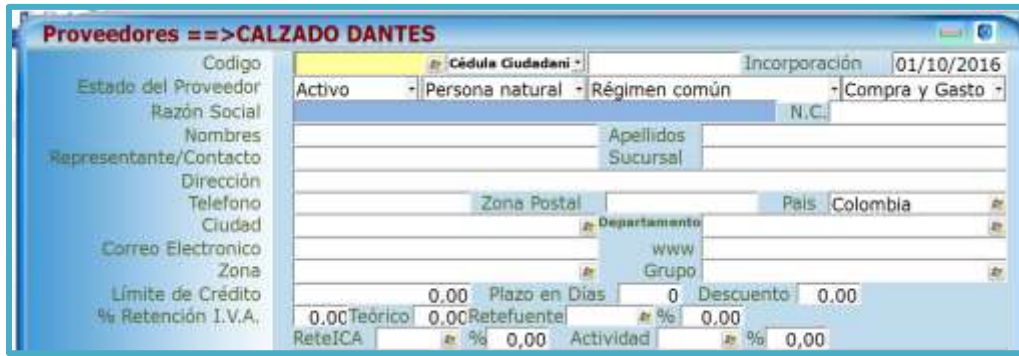 Proveedores ==>CALZADO DANTES
Codigo Cédula Ciudadani Incorporación 01/10/2016
Estado del Proveedor Activo Persona natural Régimen común Compra y Gasto
Razón Social N.C.
Nombres Apellidos
Representante/Contacto Sucursal
Dirección
Telefono Zona Postal Pais Colombia
Ciudad Departamento
Correo Electronico www
Zona Grupo
Límite de Crédito 0.00 Plazo en Días 0 Descuento 0.00
% Retención I.V.A. 0.00 Teórico 0.00 Retefuente % 0.00
ReteICA % 0,00 Actividad % 0,00